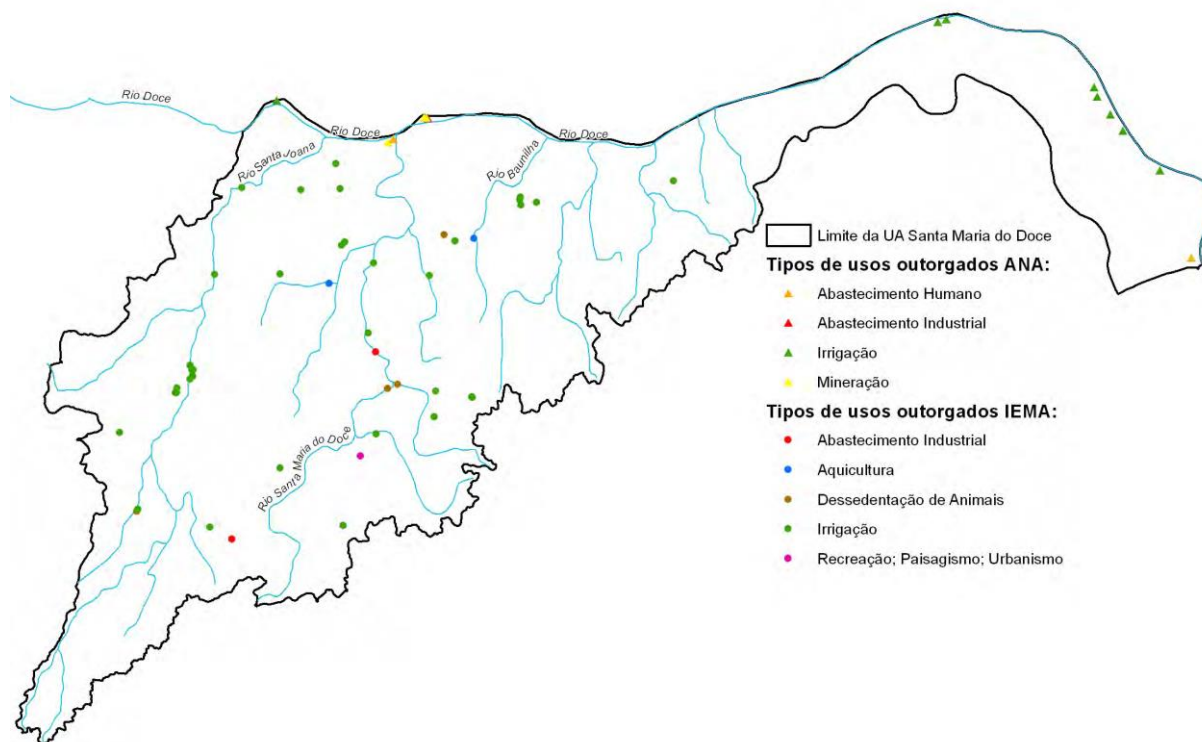 Rio Doce
Rio Doce
Rio Doce
Rio Santa Joana
Rio Baunilha
Rio Santa Maria do Doce
Limite da UA Santa Maria do Doce
Tipos de usos outorgados ANA:
Abastecimento Humano
Abastecimento Industrial
Irrigação
Mineração
Tipos de usos outorgados IEMA:
Abastecimento Industrial
Aquicultura
Dessedentação de Animais
Irrigação
Recreação; Paisagismo; Urbanismo